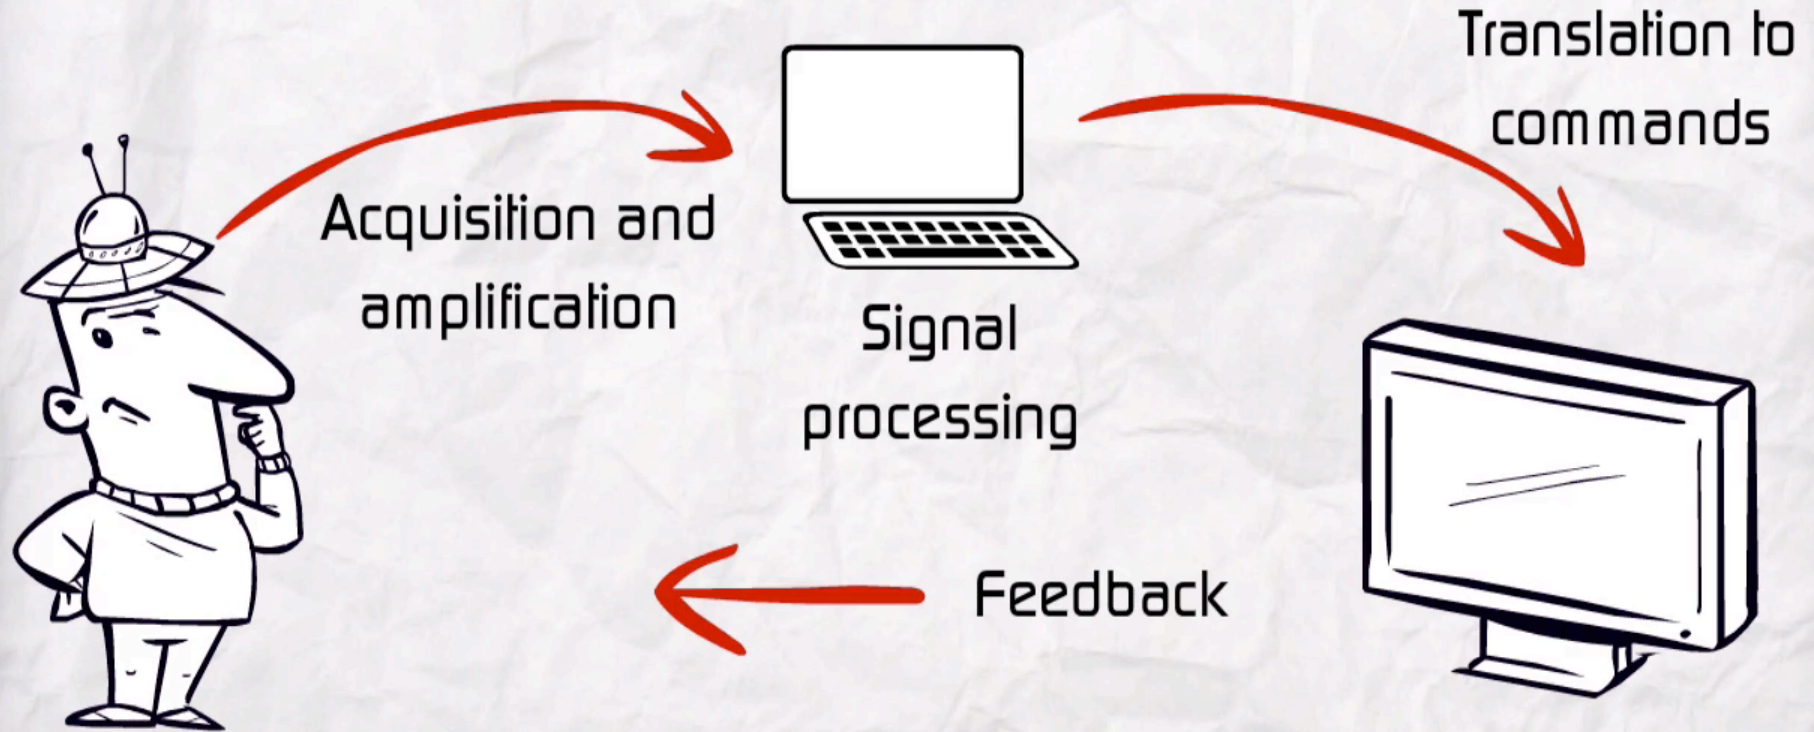 Translation to
commands
Acquisition and
amplification
Signal
processing
Feedback